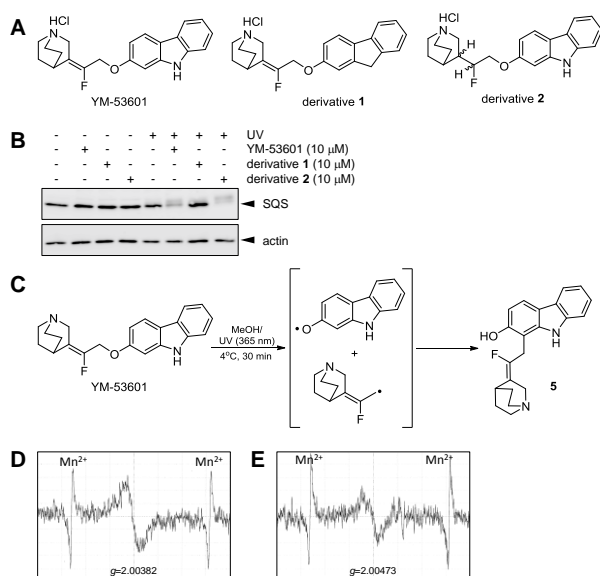 A
HCl
N
O
F
N
H
YM-53601
HCl
N
O
F
derivative 1
HCl
N
H
H
F
O
N
H
derivative 2
B
- - - - + + + + UV
- + - - - + - - YM-53601 (10 μM)
- - + - - - + - derivative 1 (10 μM)
- - - + - - - + derivative 2 (10 μM)
SQS
actin
C
N
O
F
N
H
YM-53601
MeOH/
UV (365 nm)
4°C, 30 min
•O
N
H
+
N
F
•
HO
N
H
F
N
5
D
Mn²⁺ Mn²⁺
g=2.00382
E
Mn²⁺ Mn²⁺
g=2.00473